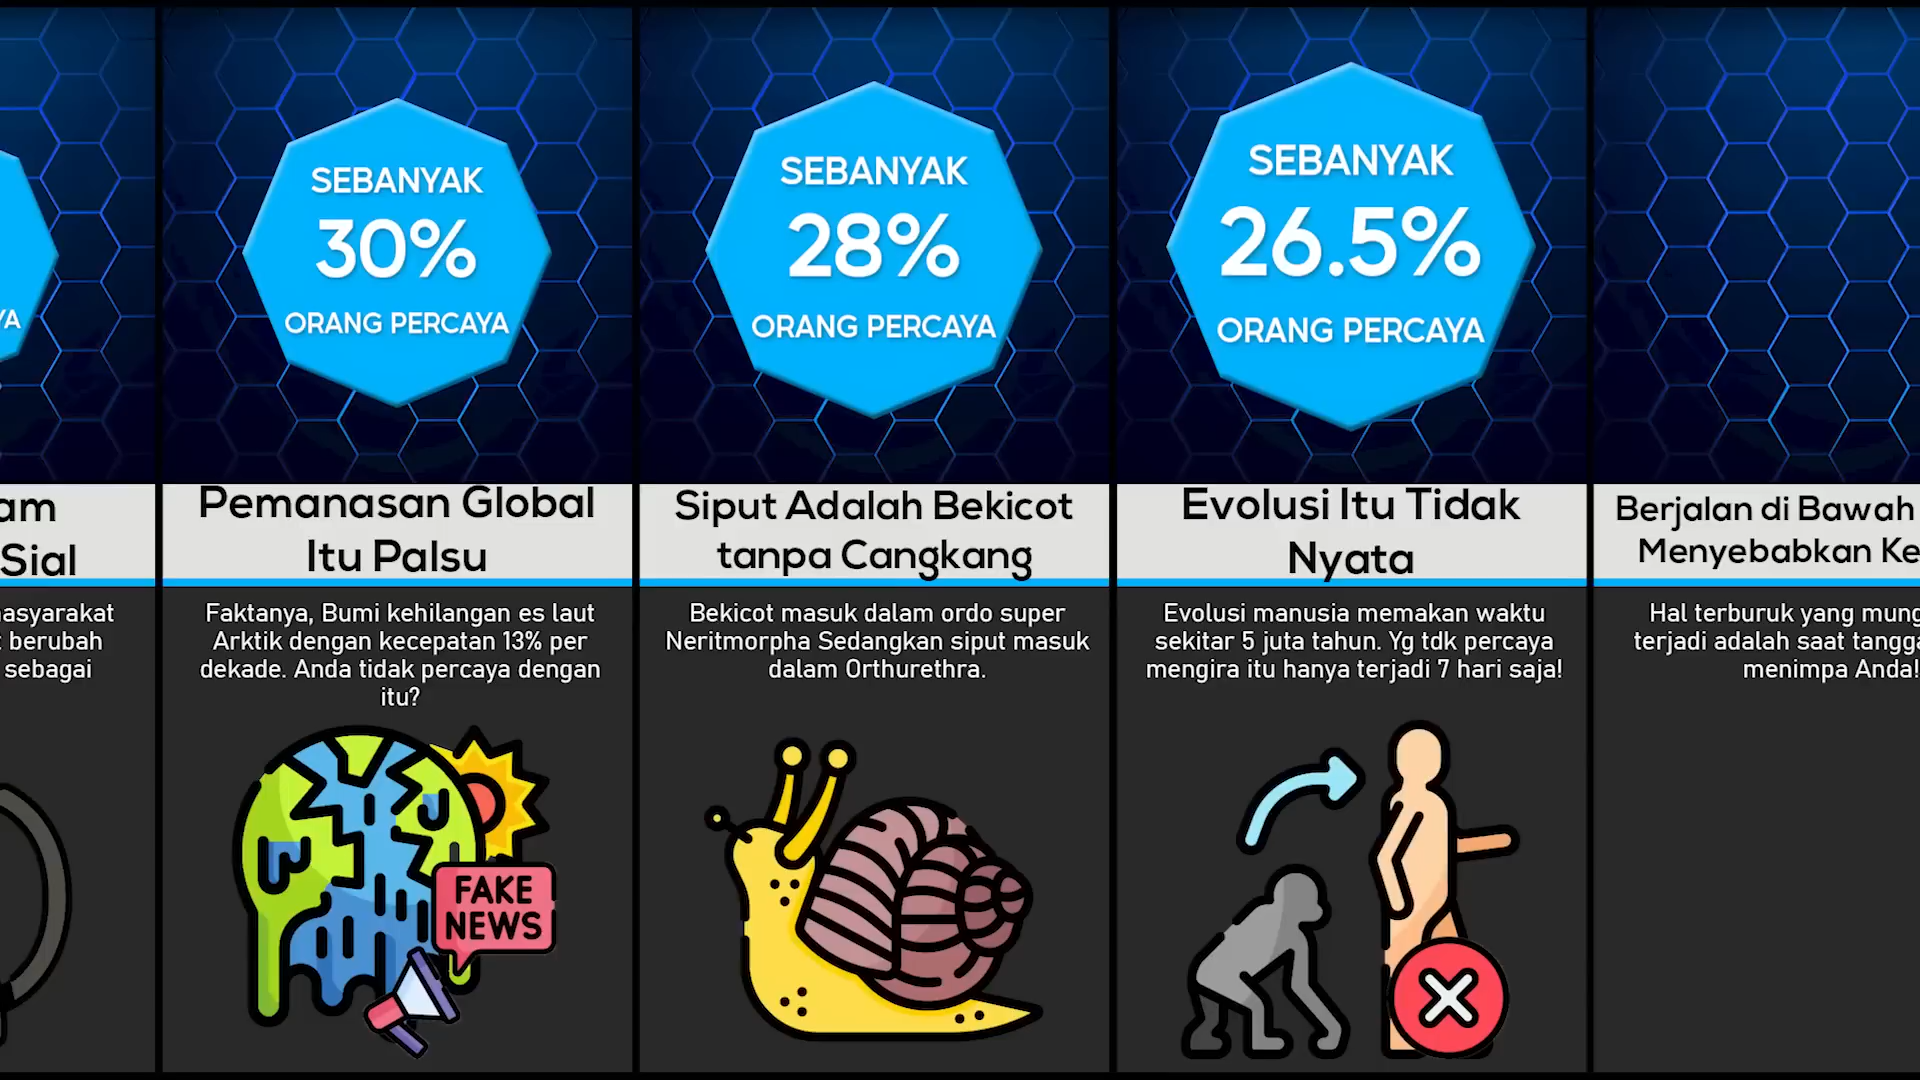 YA
am
Sial
masyarakat
berubah
sebagai
SEBANYAK
30%
ORANG PERCAYA
Pemanasan Global
Itu Palsu
Faktanya, Bumi kehilangan es laut
Arktik dengan kecepatan 13% per
dekade. Anda tidak percaya dengan
itu?
FAKE
NEWS
SEBANYAK
28%
ORANG PERCAYA
Siput Adalah Bekicot
tanpa Cangkang
Bekicot masuk dalam ordo super
Neritmorpha Sedangkan siput masuk
dalam Orthurethra.
SEBANYAK
26.5%
ORANG PERCAYA
Evolusi Itu Tidak
Nyata
Evolusi manusia memakan waktu
sekitar 5 juta tahun. Yg tdk percaya
mengira itu hanya terjadi 7 hari saja!
Berjalan di Bawah
Menyebabkan Ke
Hal terburuk yang mung
terjadi adalah saat tangga
menimpa Anda!